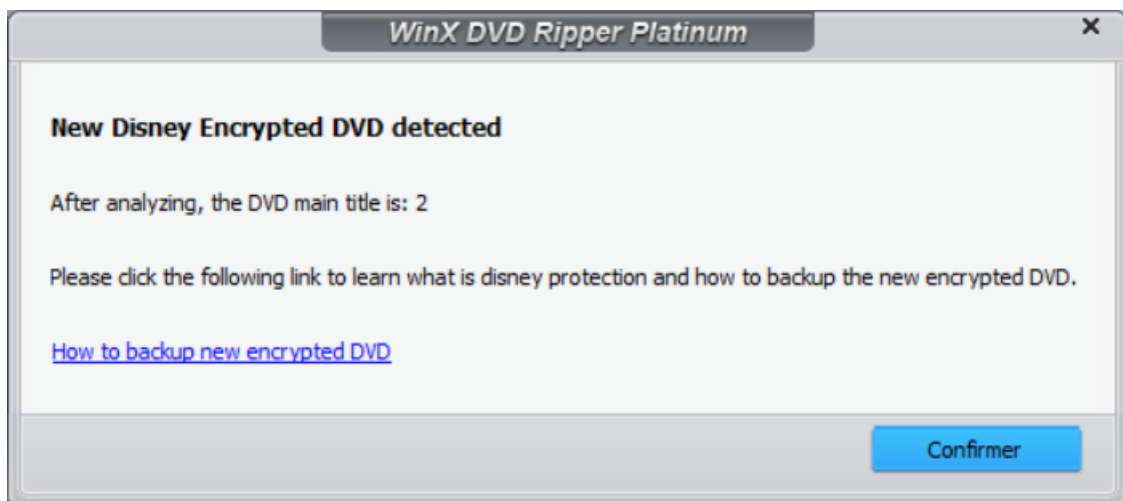 WinX DVD Ripper Platinum
New Disney Encrypted DVD detected
After analyzing, the DVD main title is: 2
Please click the following link to learn what is disney protection and how to backup the new encrypted DVD.
How to backup new encrypted DVD
Confirmer